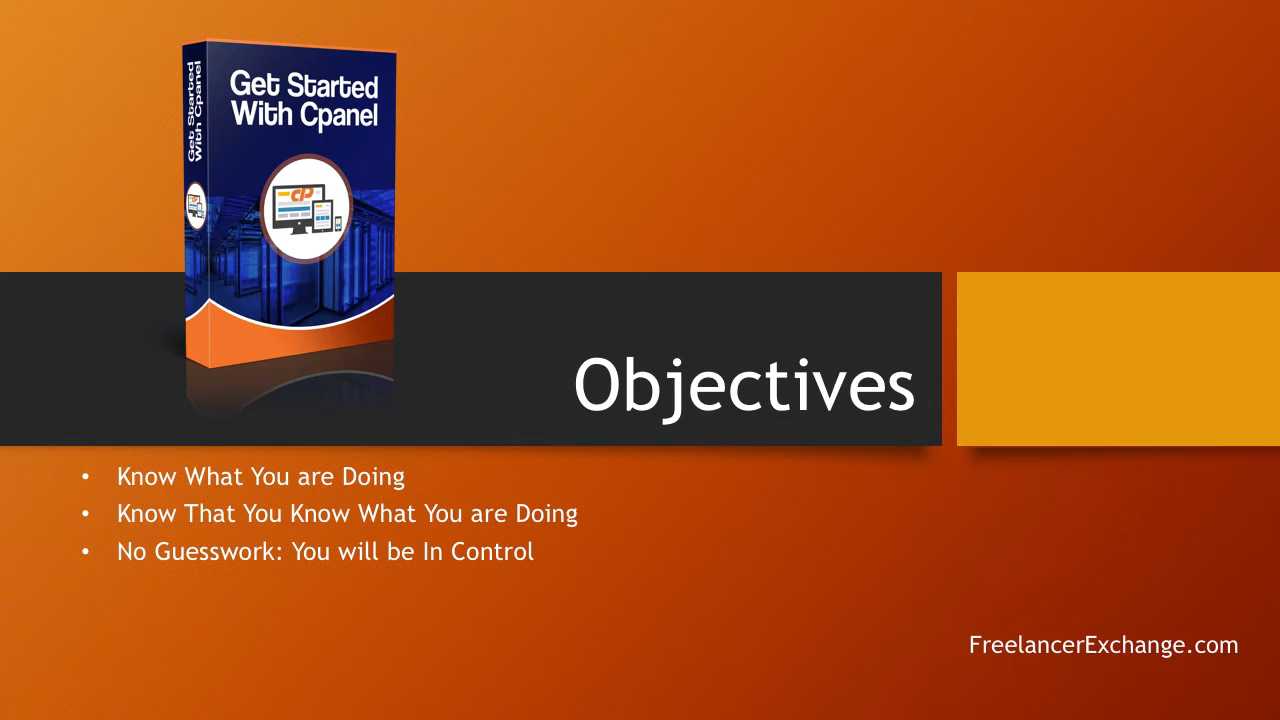 Get Started
With Cpanel
Get Started
With Cpanel
cP
Objectives
• Know What You are Doing
• Know That You Know What You are Doing
• No Guesswork: You will be In Control
FreelancerExchange.com